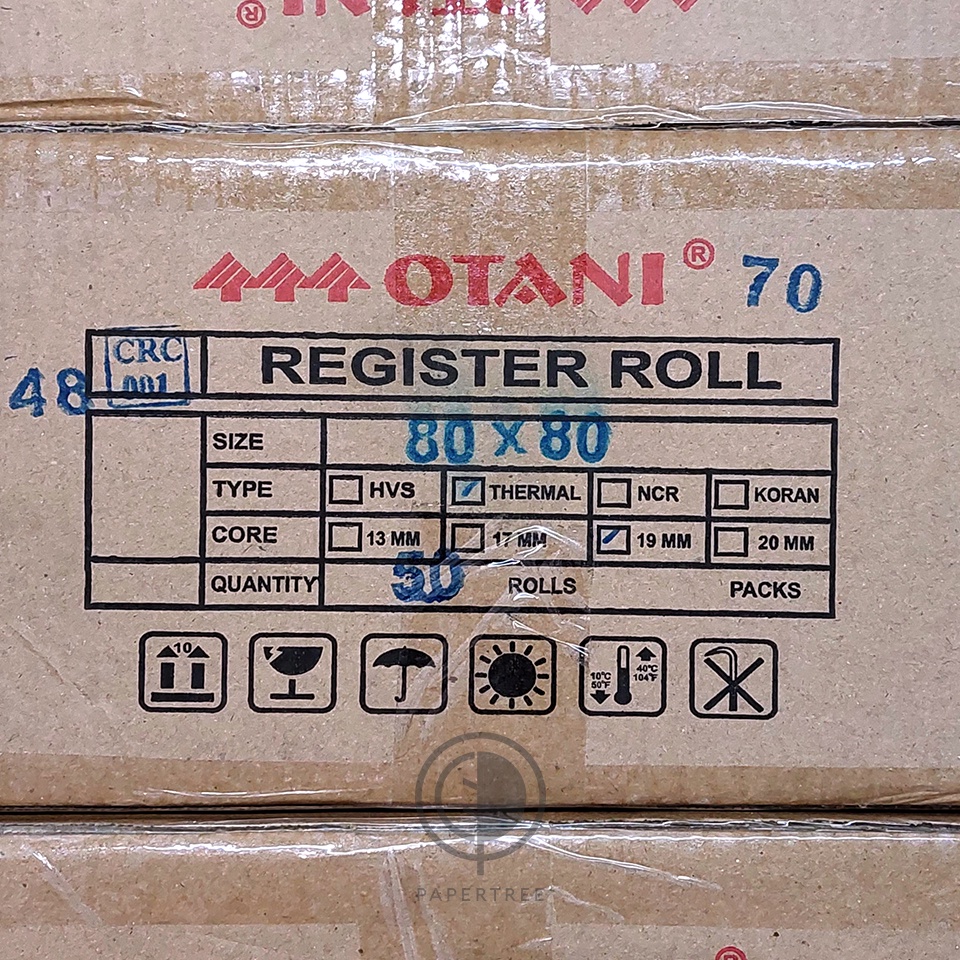 OTANI® 70
CRC
001
48
REGISTER ROLL
SIZE 80 x 80
TYPE HVS THERMAL NCR KORAN
CORE 13 MM 17 MM 19 MM 20 MM
QUANTITY 50 ROLLS PACKS
10
10°C
50°F
40°C
104°F
PAPERTREE